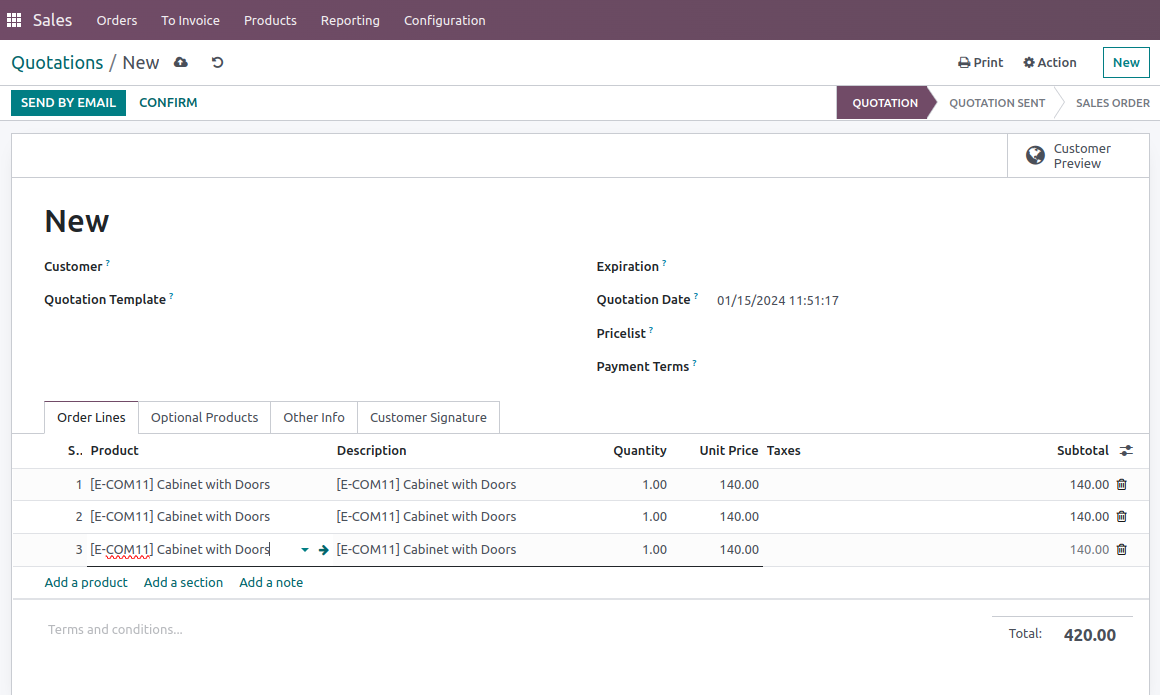 Sales Orders To Invoice Products Reporting Configuration
Quotations / New Print Action New
SEND BY EMAIL CONFIRM QUOTATION QUOTATION SENT SALES ORDER
Customer
Preview
New
Customer ? Expiration ?
Quotation Template ? Quotation Date ? 01/15/2024 11:51:17
Pricelist ?
Payment Terms ?
Order Lines Optional Products Other Info Customer Signature
S.. Product Description Quantity Unit Price Taxes Subtotal
1 [E-COM11] Cabinet with Doors [E-COM11] Cabinet with Doors 1.00 140.00 140.00
2 [E-COM11] Cabinet with Doors [E-COM11] Cabinet with Doors 1.00 140.00 140.00
3 [E-COM11] Cabinet with Doors [E-COM11] Cabinet with Doors 1.00 140.00 140.00
Add a product Add a section Add a note
Terms and conditions... Total: 420.00